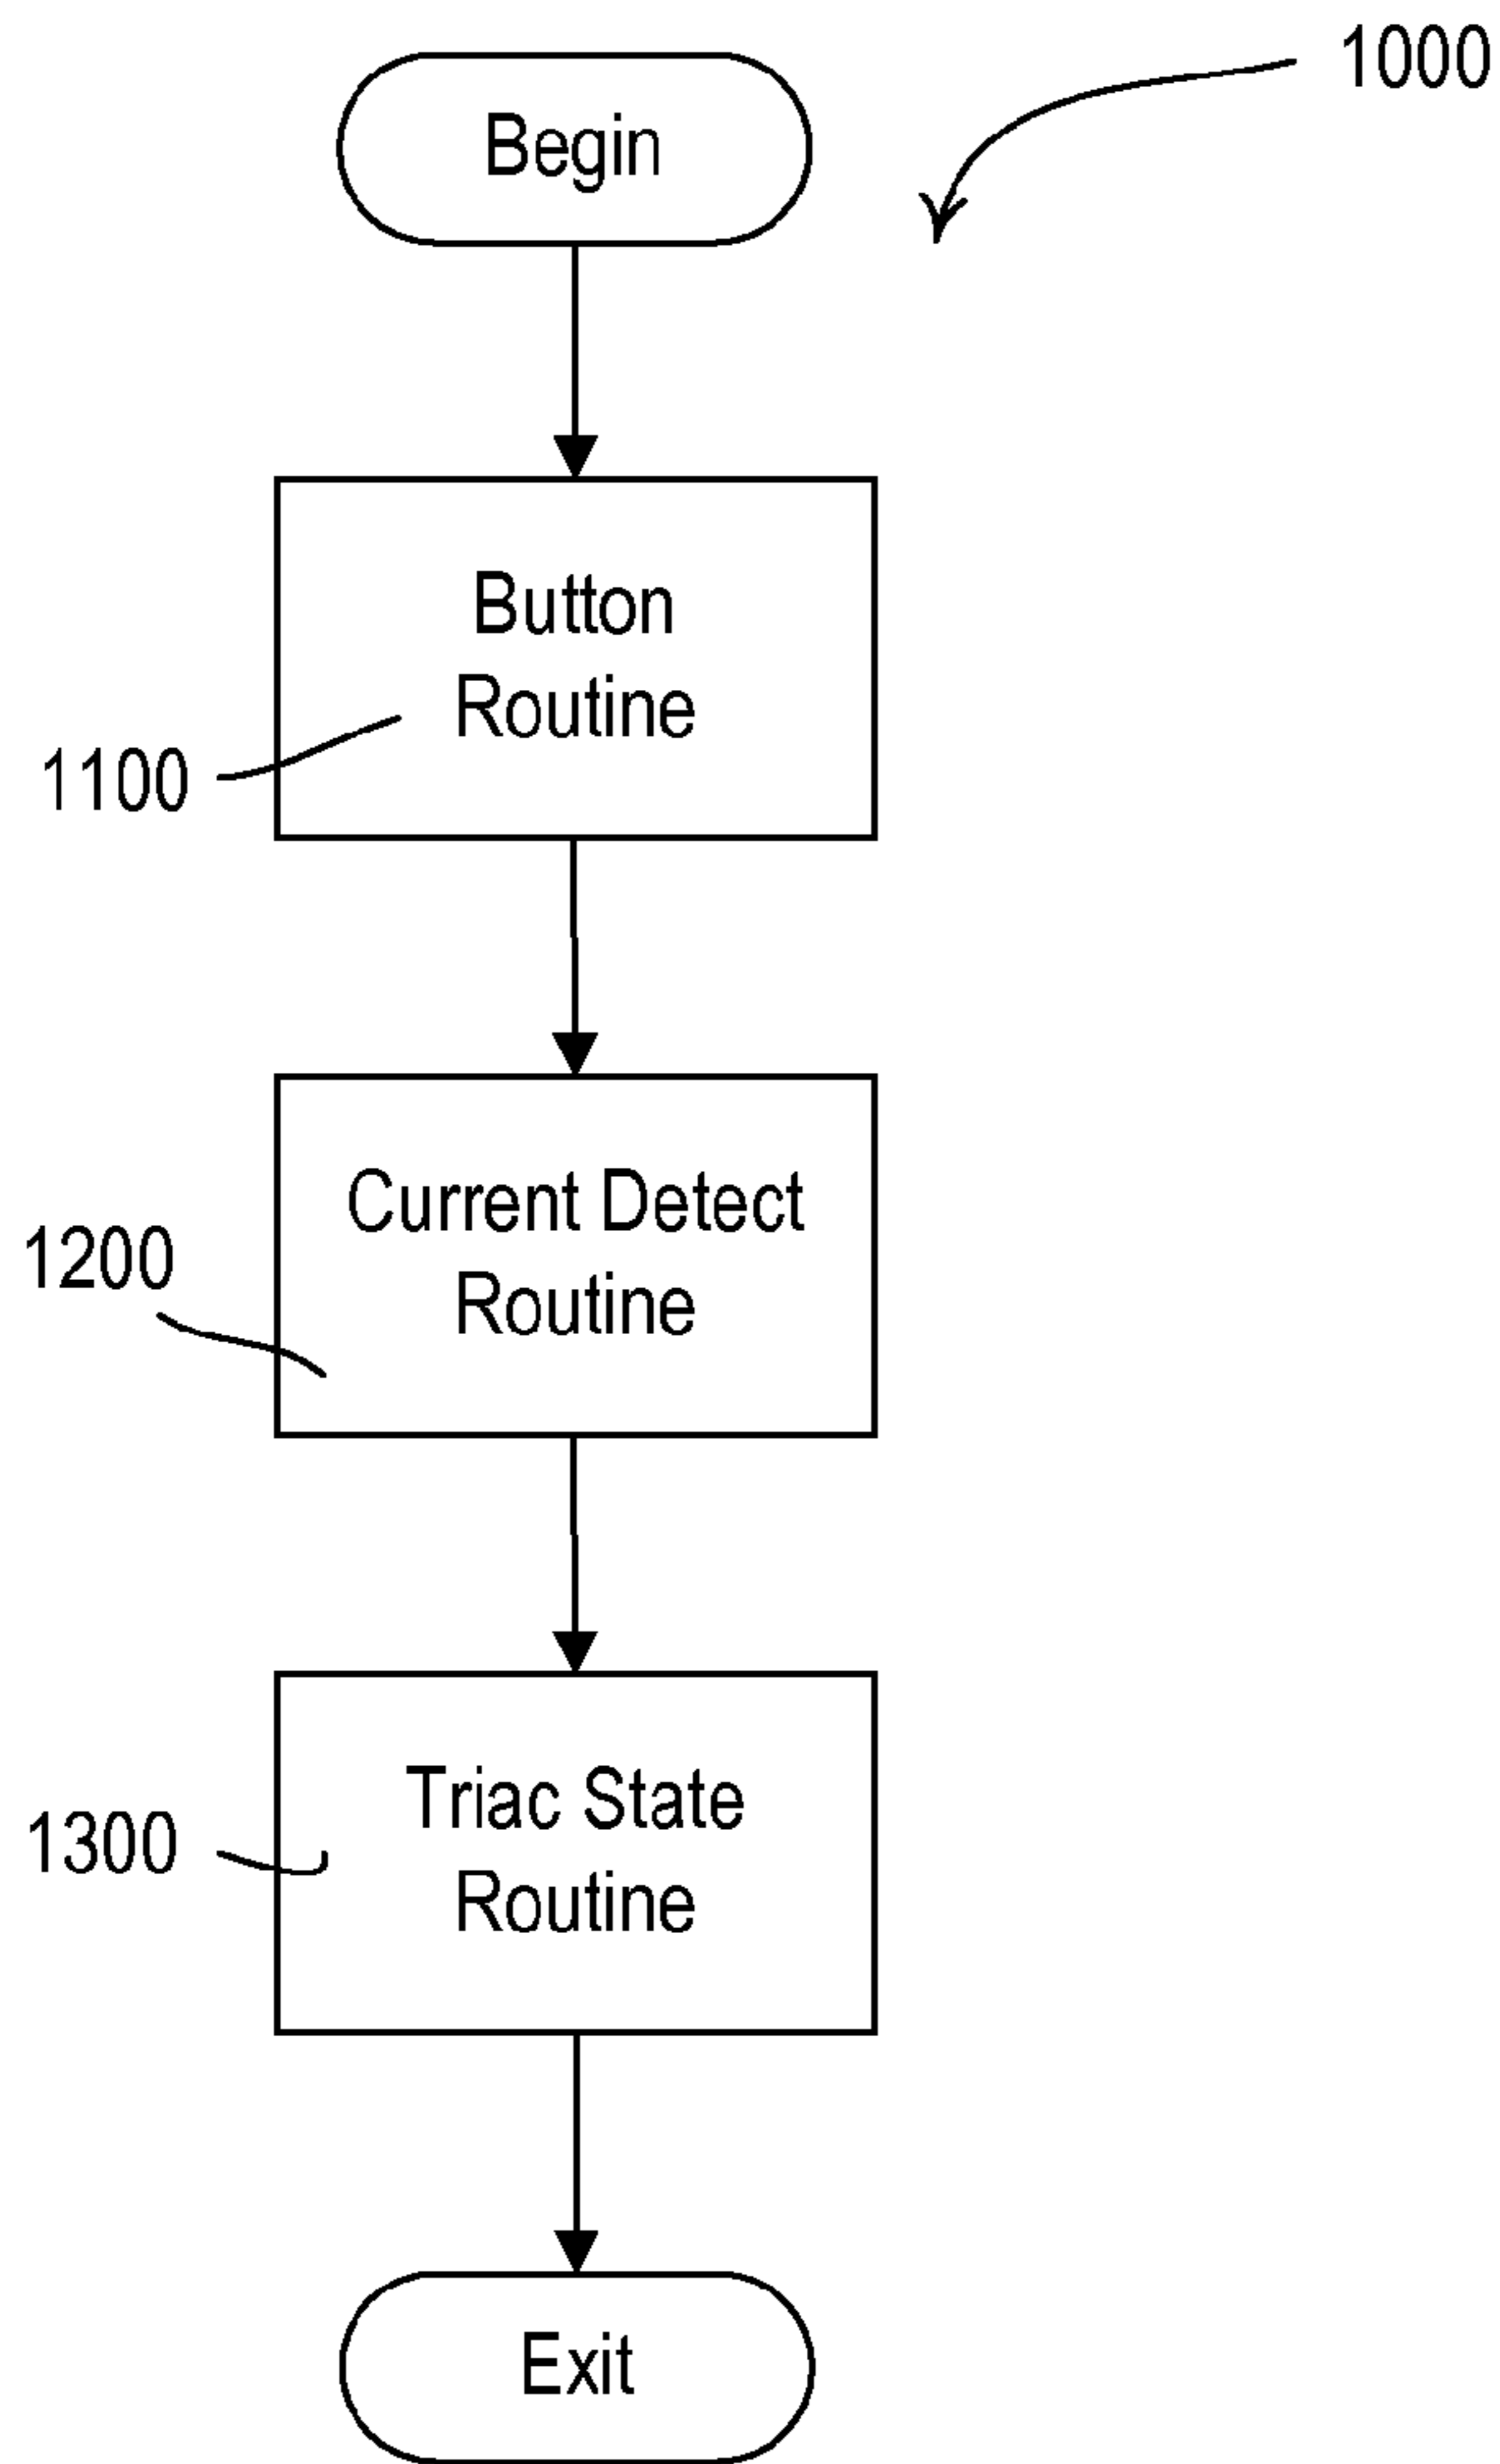 1000
Begin
Button
Routine
1100
Current Detect
Routine
1200
Triac State
Routine
1300
Exit